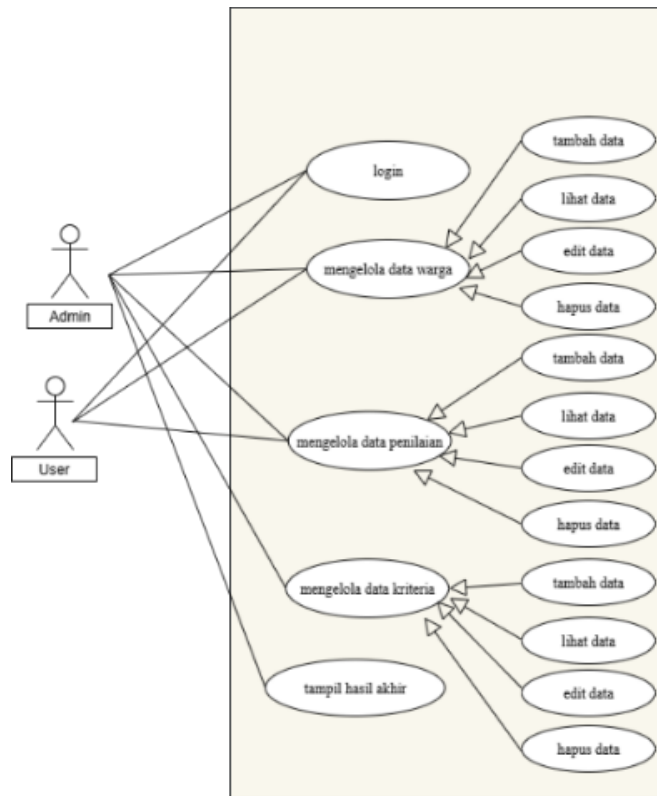 Admin
User
login
mengelola data warga
tambah data
lihat data
edit data
hapus data
mengelola data penilaian
tambah data
lihat data
edit data
hapus data
mengelola data kriteria
tambah data
lihat data
edit data
hapus data
tampil hasil akhir